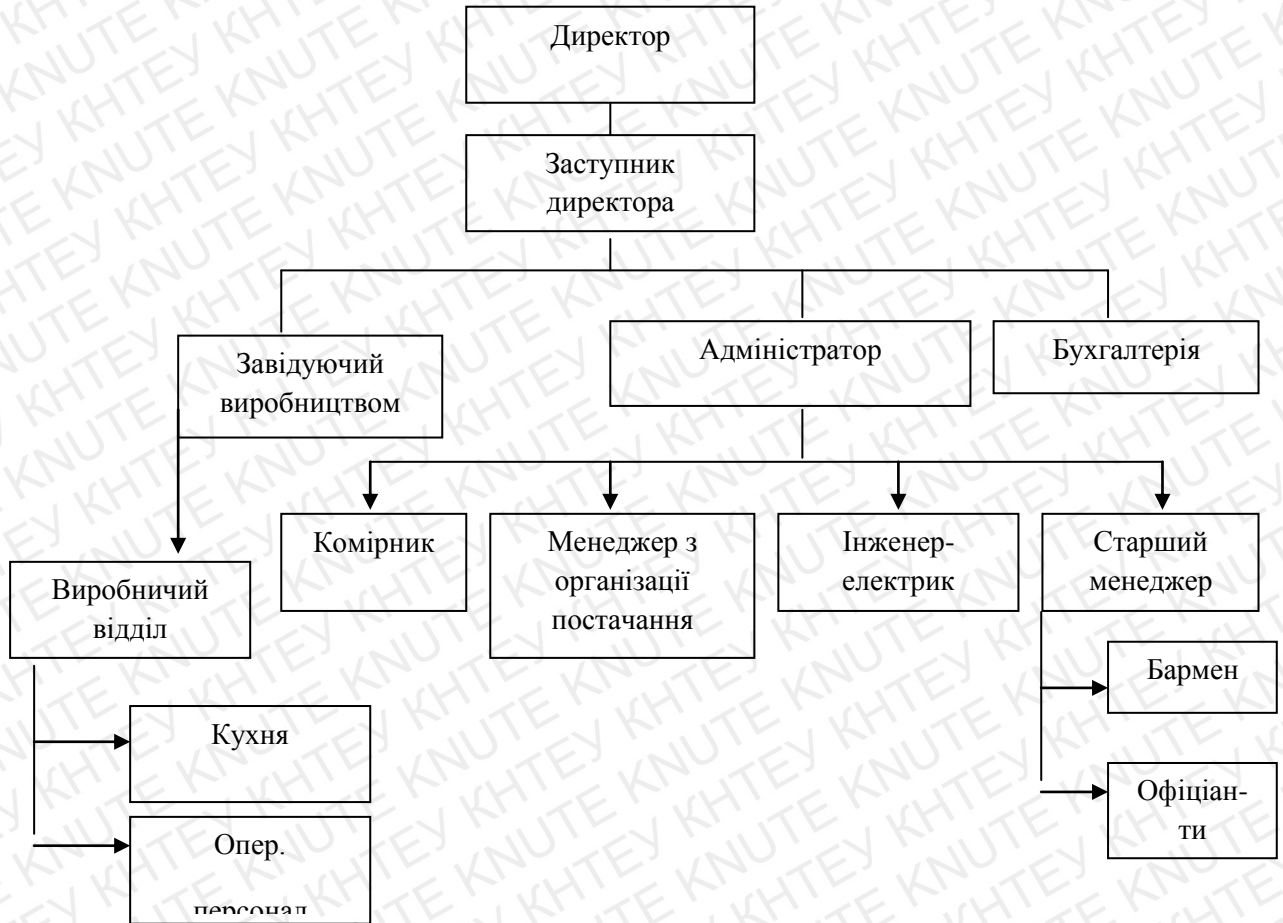 Директор
Заступник
директора
Завідуючий
виробництвом
Адміністратор
Бухгалтерія
Виробничий
відділ
Комірник
Менеджер з
організації
постачання
Інженер-
електрик
Старший
менеджер
Кухня
Опер.
персонал
Бармен
Офіціан-
ти